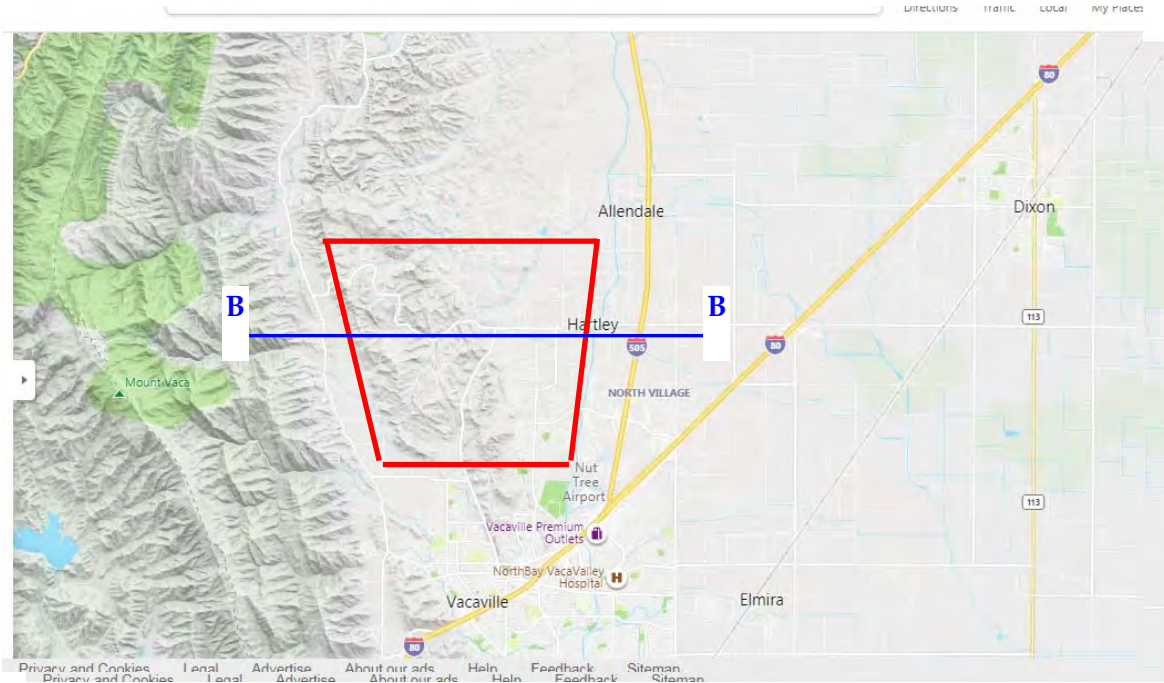 Directions Traffic Local My Places
80
Allendale
Dixon
B
B
Hartley
113
505
80
Mount Vaca
NORTH VILLAGE
Nut
Tree
Airport
113
Vacaville Premium
Outlets
NorthBay VacaValley
Hospital
H
Vacaville
Elmira
80
Privacy and Cookies Legal Advertise About our ads Help Feedback Sitemap
Privacy and Cookies Legal Advertise About our ads Help Feedback Sitemap